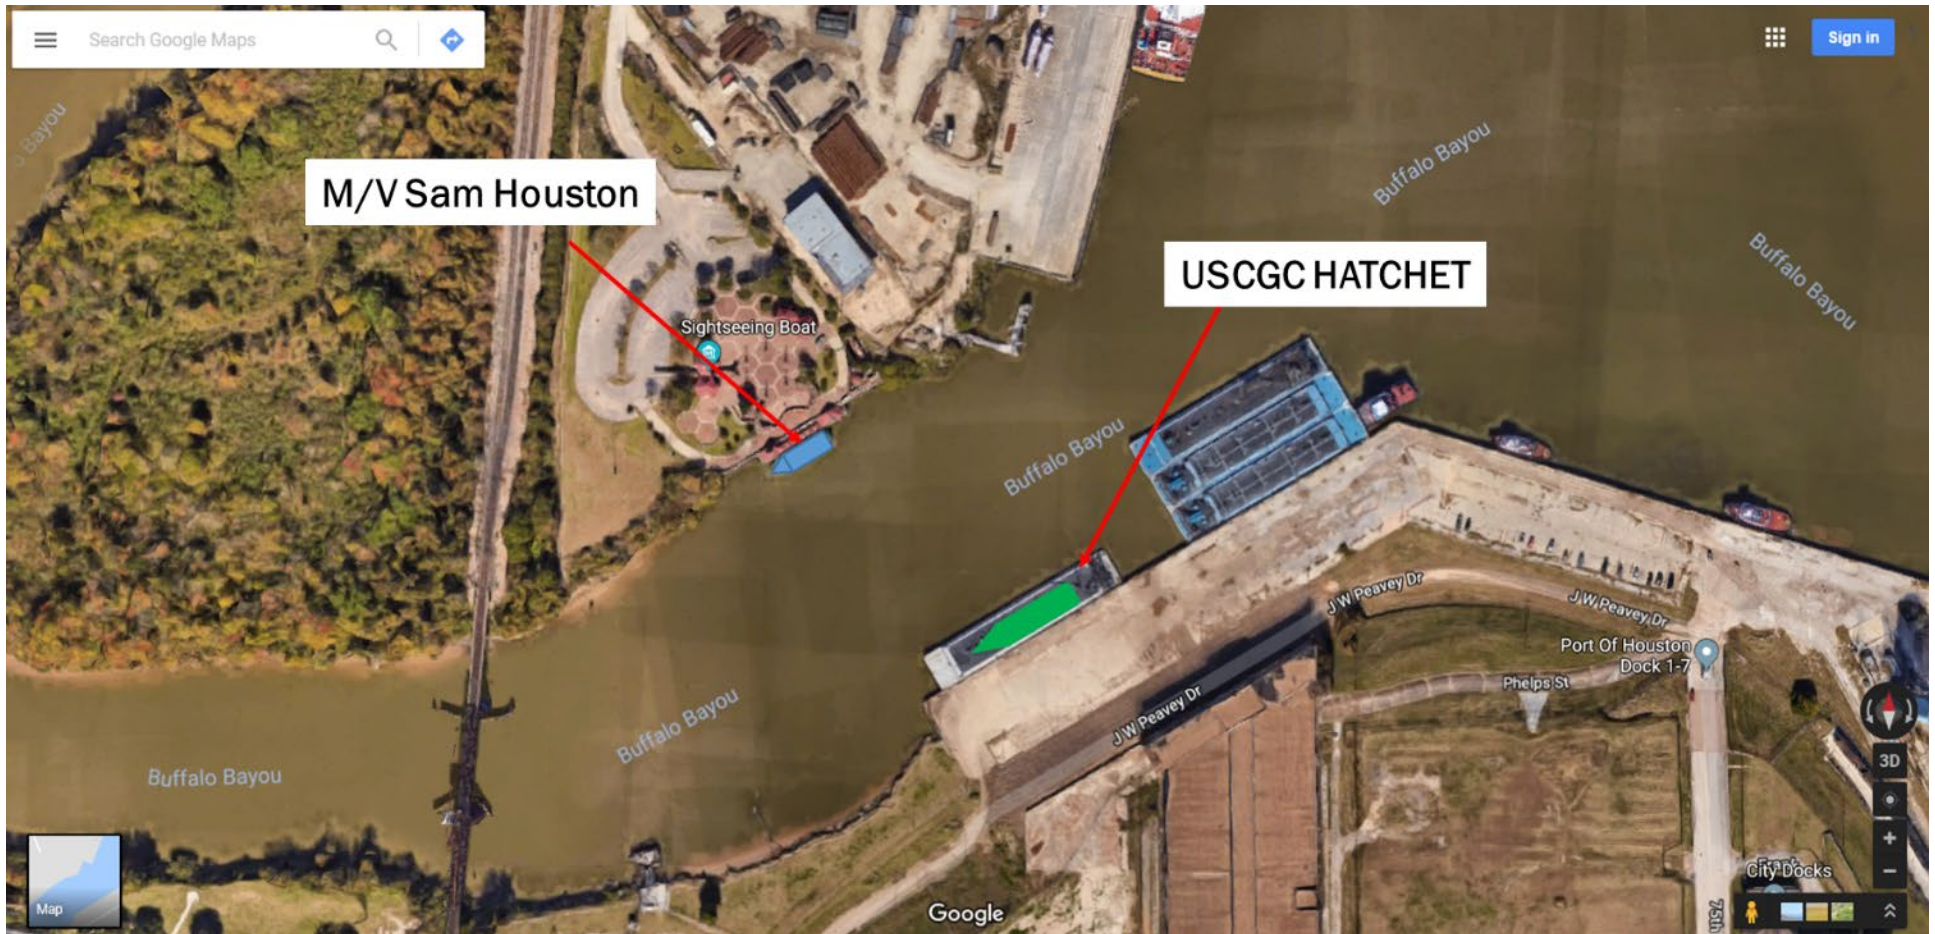 Search Google Maps
Sign in
Bayou
Buffalo Bayou
M/V Sam Houston
Buffalo Bayou
USCGC HATCHET
Sightseeing Boat
Buffalo Bayou
J W Peavey Dr
J W Peavey Dr
Port Of Houston
Dock 1-7
Phelps St
J W Peavey Dr
Buffalo Bayou
Buffalo Bayou
3D
City Docks
Map
Google
75th